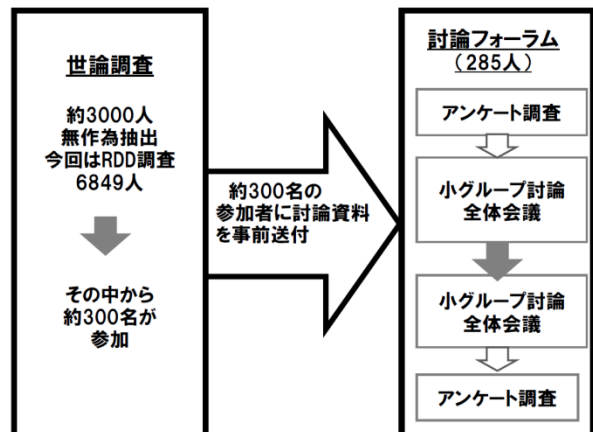 世論調査
約3000人
無作為抽出
今回はRDD調査
6849人
その中から
約300名が
参加
約300名の
参加者に討論資料
を事前送付
討論フォーラム
（285人）
アンケート調査
小グループ討論
全体会議
小グループ討論
全体会議
アンケート調査